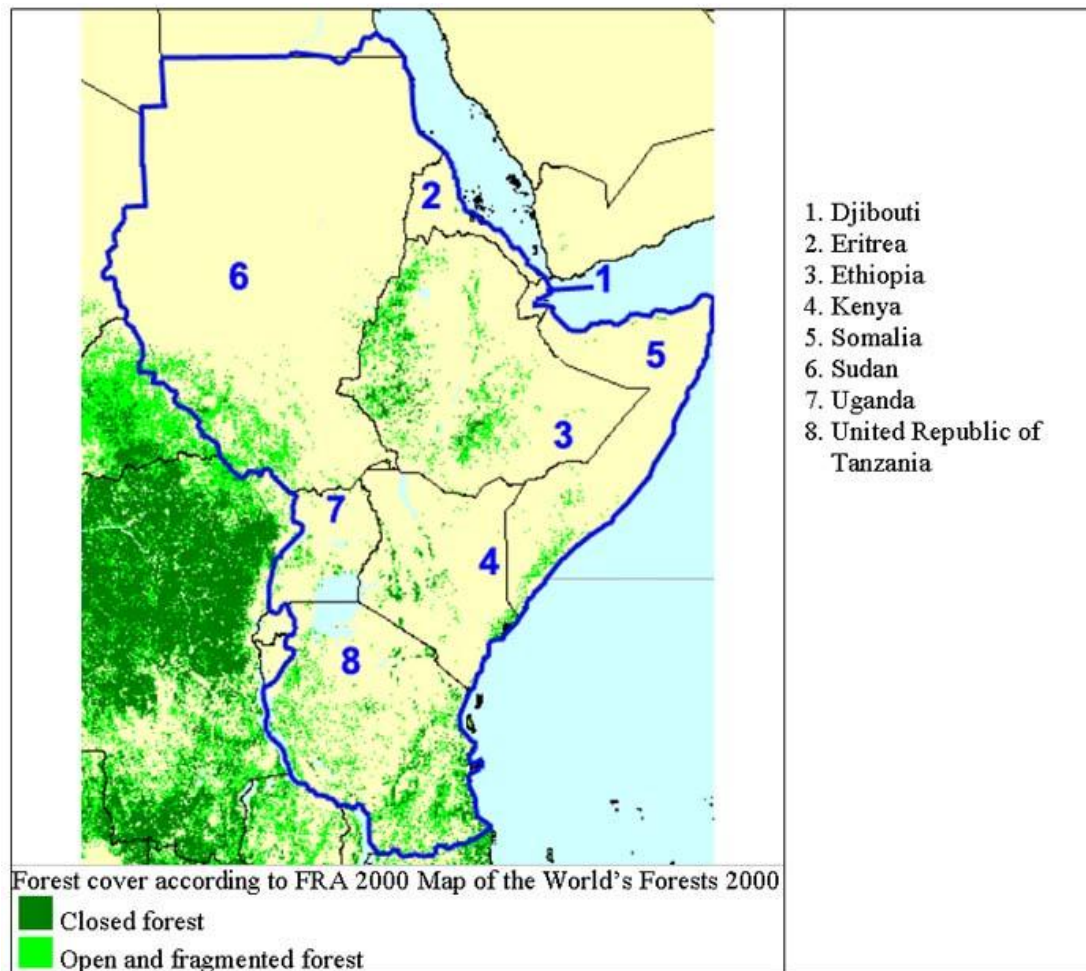 2
1
6
5
3
7
4
8
1. Djibouti
2. Eritrea
3. Ethiopia
4. Kenya
5. Somalia
6. Sudan
7. Uganda
8. United Republic of
Tanzania
Forest cover according to FRA 2000 Map of the World's Forests 2000
Closed forest
Open and fragmented forest